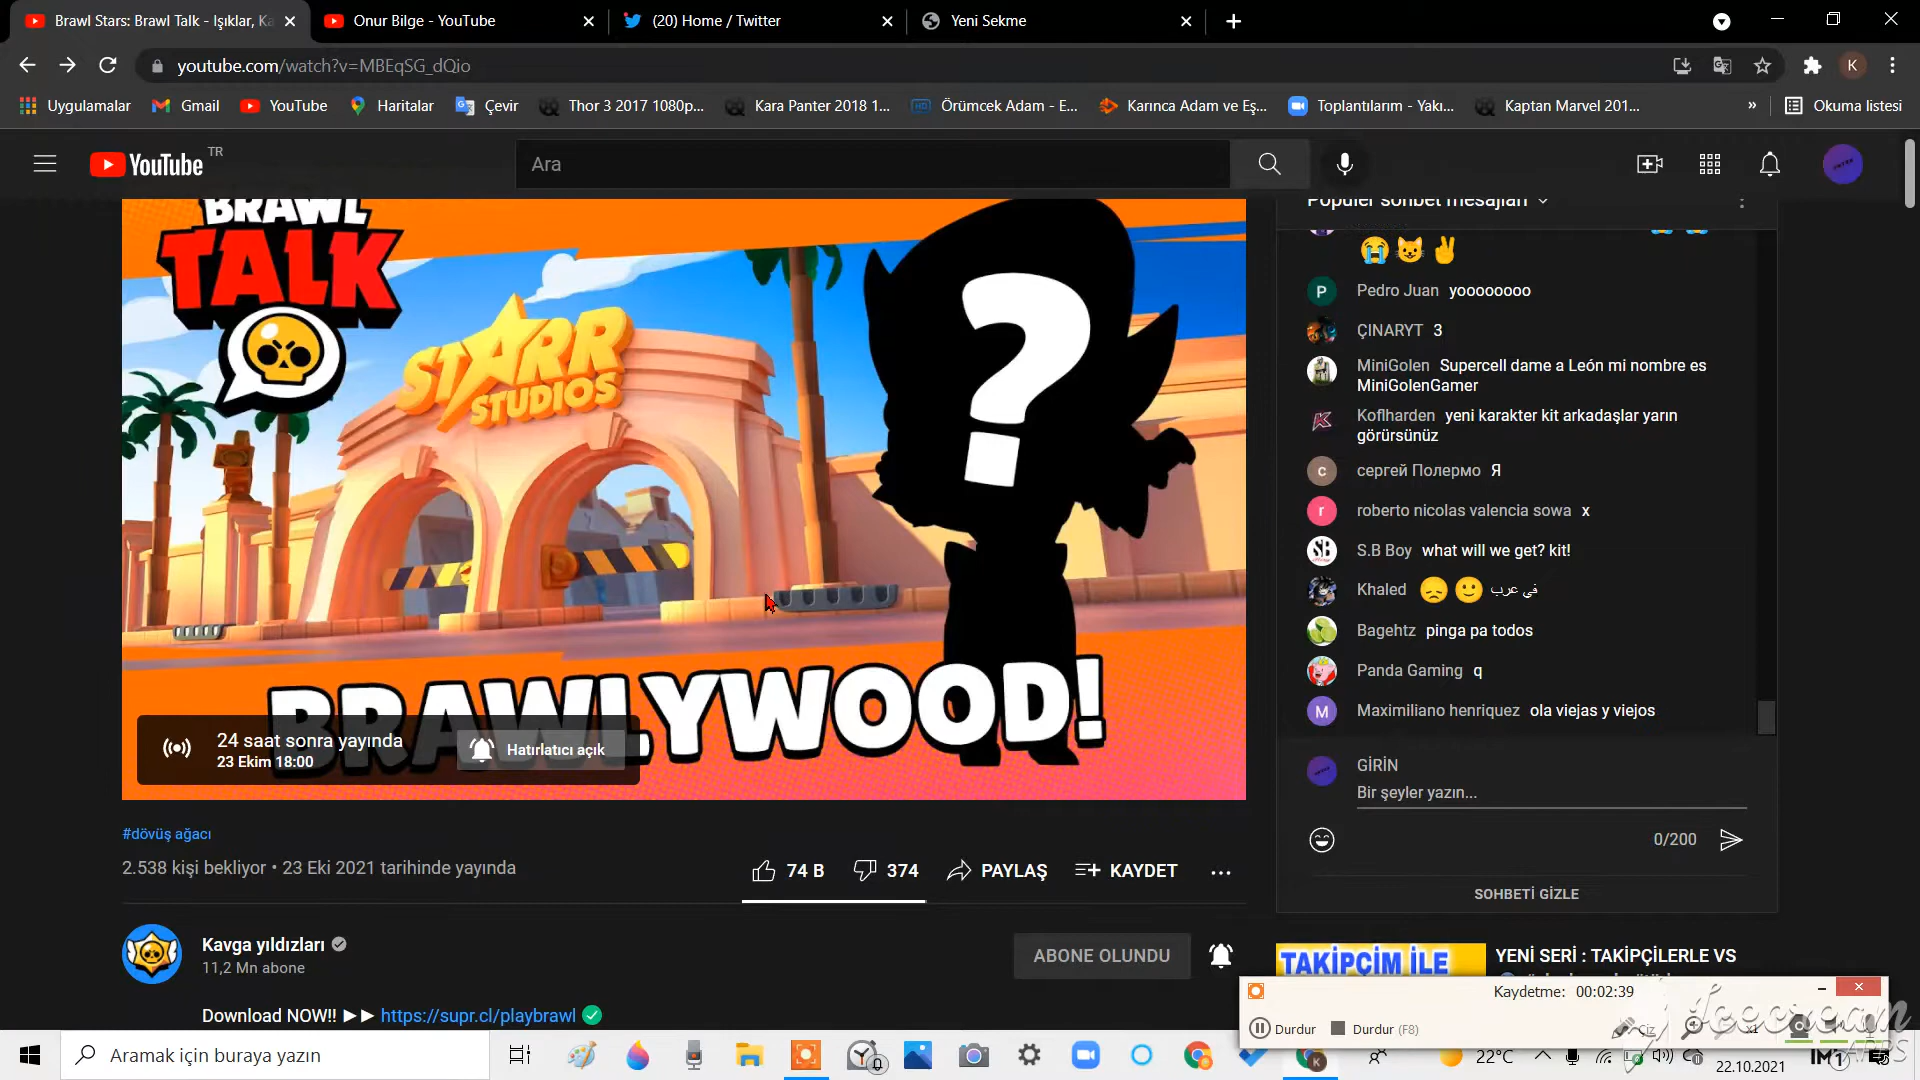 Brawl Stars: Brawl Talk - Işıklar, Ka
Onur Bilge - YouTube
(20) Home / Twitter
Yeni Sekme
youtube.com/watch?v=MBEqSG_dQio
K
Uygulamalar
Gmail
YouTube
Haritalar
Çevir
Thor 3 2017 1080p...
Kara Panter 2018 1...
Örümcek Adam - E...
Karınca Adam ve Eş...
Toplantılarım - Yakı...
Kaptan Marvel 201...
»
Okuma listesi
YouTube TR
Ara
BRAWL
TALK
STARR
STUDIOS
?
BRAWLYWOOD!
24 saat sonra yayında
23 Ekim 18:00
Hatırlatıcı açık
Popüler sohbet mesajları
😭😺✌
P Pedro Juan yoooooooo
ÇINARYT 3
MiniGolen Supercell dame a León mi nombre es
MiniGolenGamer
Koflharden yeni karakter kit arkadaşlar yarın
görürsünüz
c сергей Полермо Я
r roberto nicolas valencia sowa x
SB S.B Boy what will we get? kit!
Khaled 😞🙂 في عرب
Bagehtz pinga pa todos
Panda Gaming q
M Maximiliano henriquez ola viejas y viejos
GİRİN
Bir şeyler yazın...
0/200
SOHBETİ GİZLE
#dövüş ağacı
2.538 kişi bekliyor • 23 Eki 2021 tarihinde yayında
74 B
374
PAYLAŞ
KAYDET
Kavga yıldızları
11,2 Mn abone
ABONE OLUNDU
Download NOW!! ►► https://supr.cl/playbrawl
TAKİPÇİM İLE
YENİ SERİ : TAKİPÇİLERLE VS
Kaydetme: 00:02:39
Durdur
Durdur (F8)
Çiz
x1
Icecream
APPS
Aramak için buraya yazın
K
22°C
22.10.2021